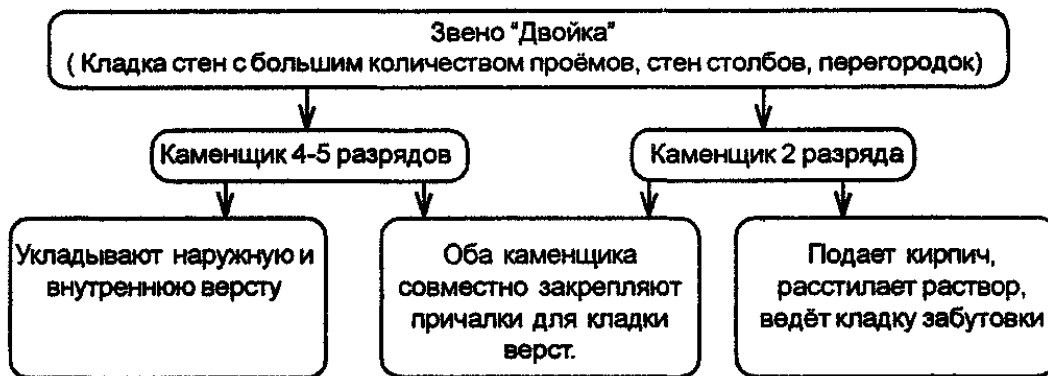 Звено "Двойка"
( Кладка стен с большим количеством проёмов, стен столбов, перегородок)
Каменщик 4-5 разрядов
Каменщик 2 разряда
Укладывают наружную и
внутреннюю версту
Оба каменщика
совместно закрепляют
причалки для кладки
верст.
Подает кирпич,
расстилает раствор,
ведёт кладку забутовки